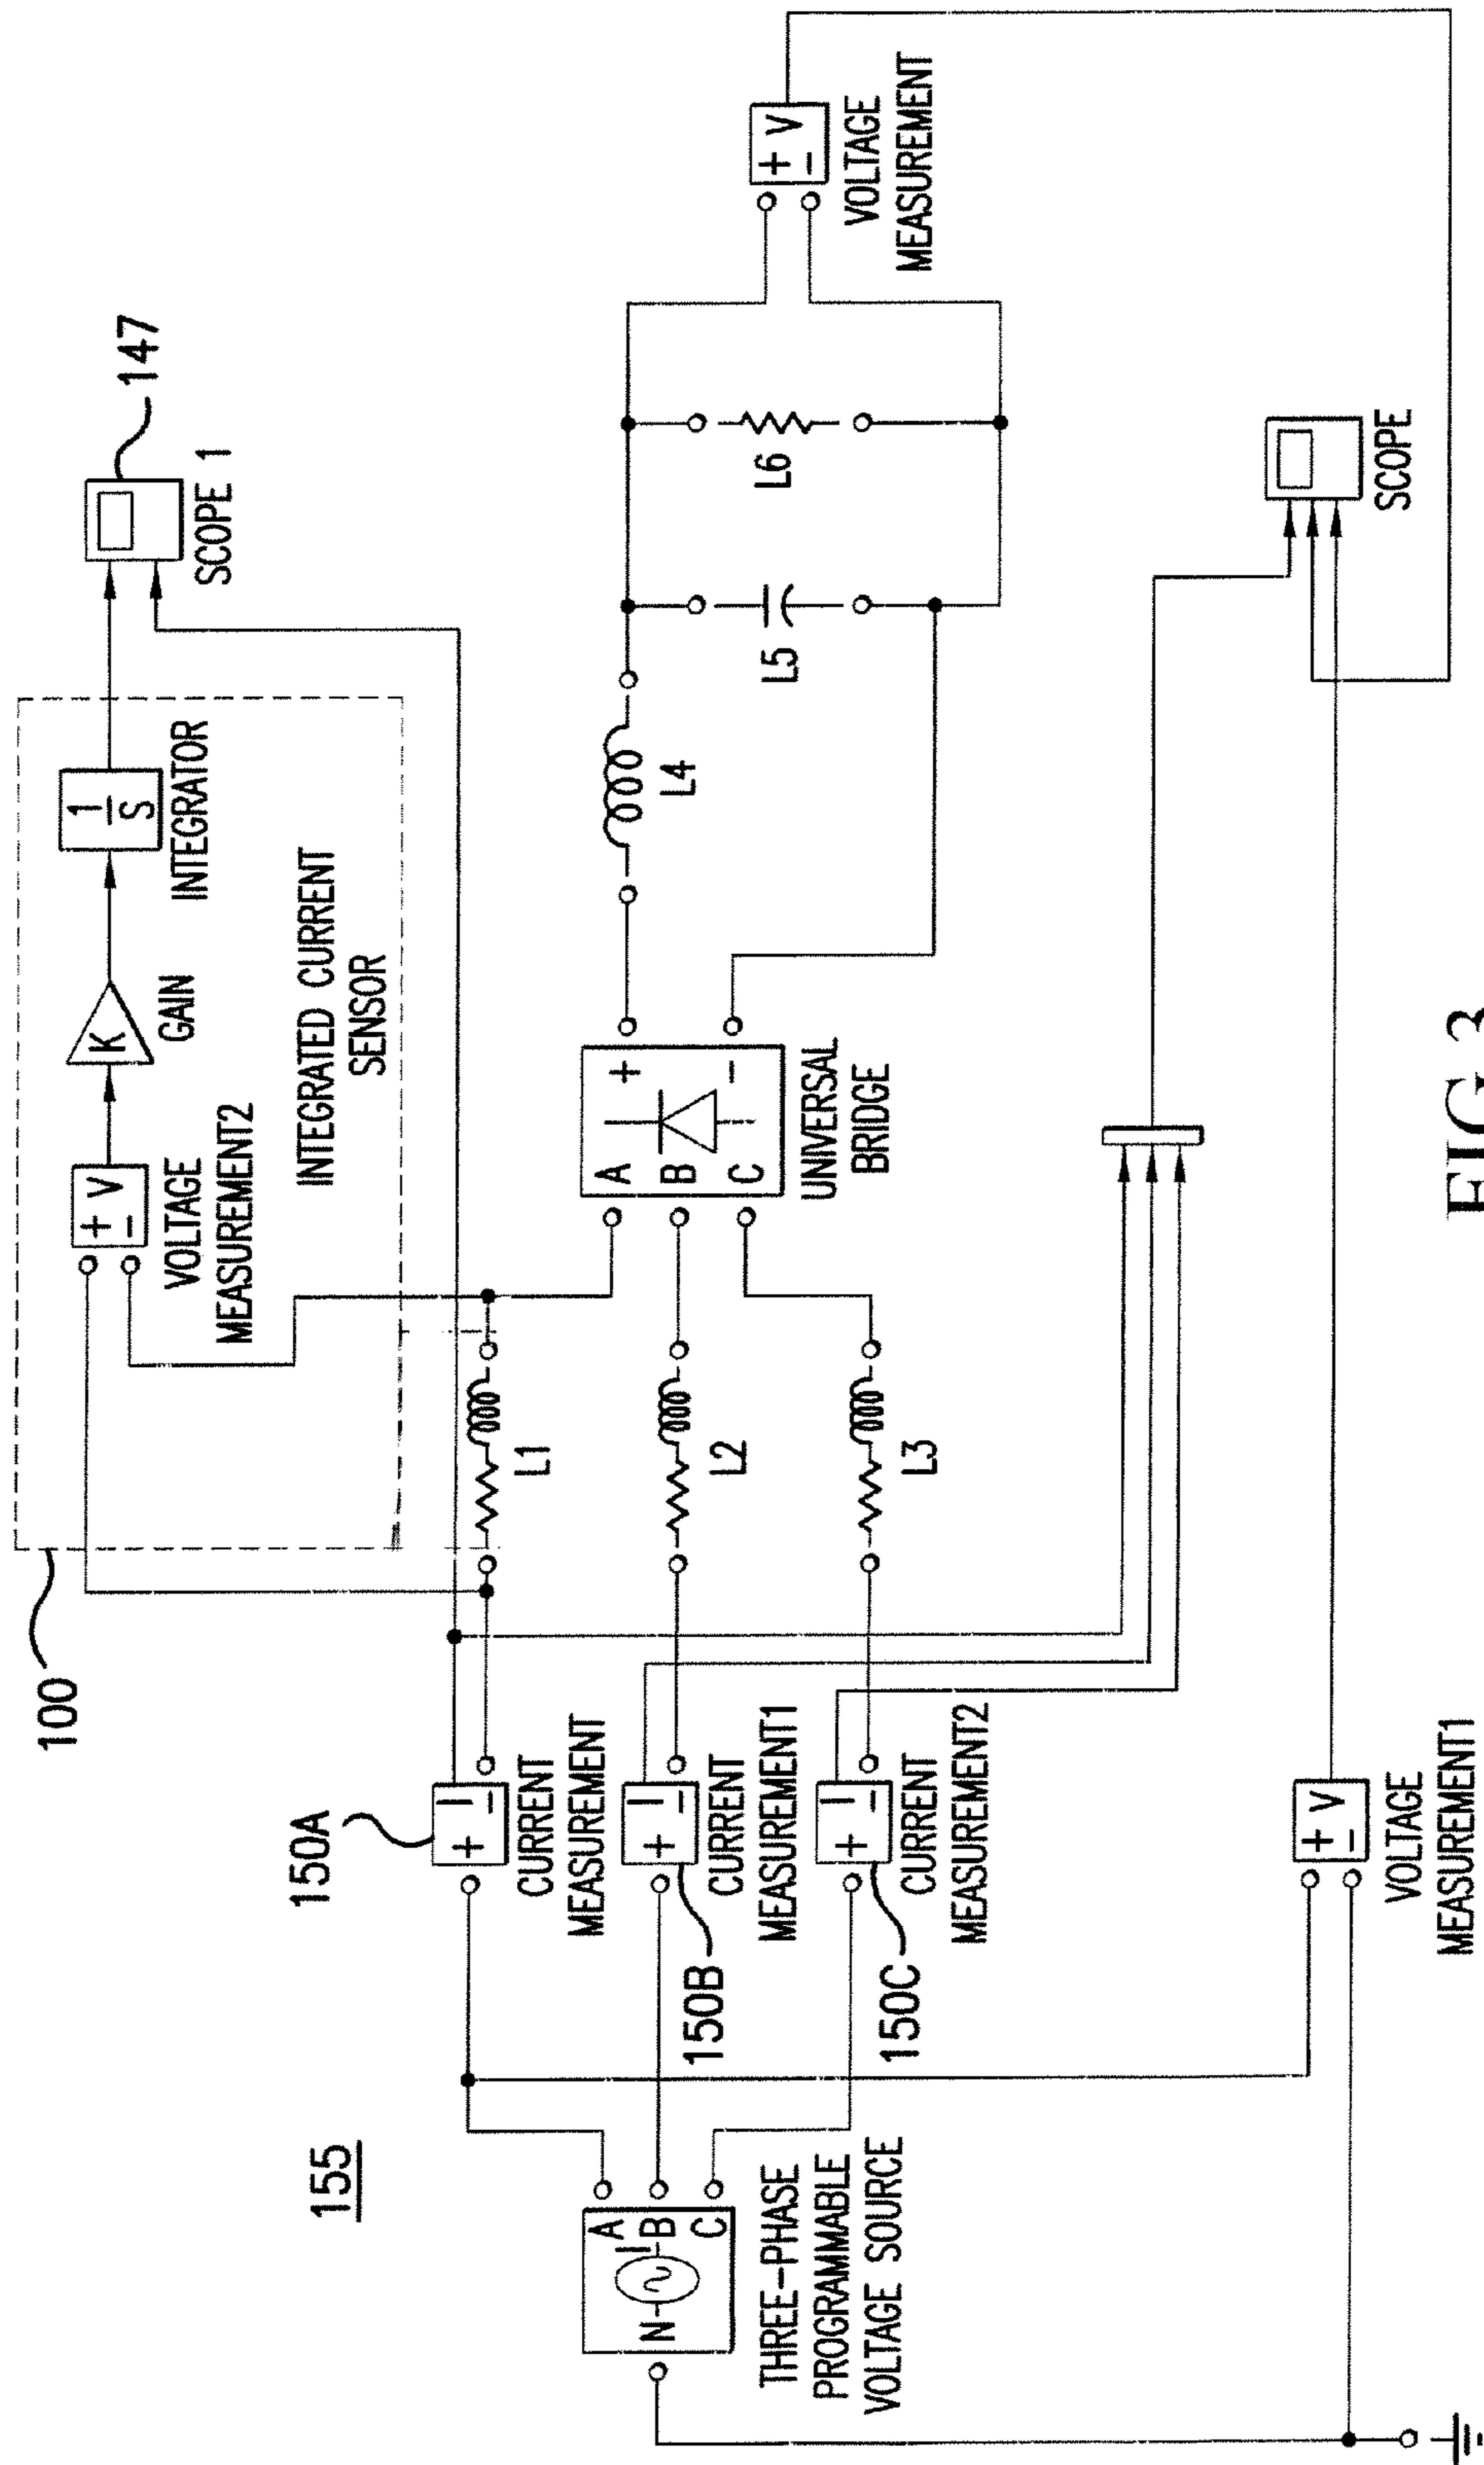 155
100
147
SCOPE 1
+ V
−
VOLTAGE
MEASUREMENT2
K
GAIN
1
S
INTEGRATOR
INTEGRATED CURRENT
SENSOR
150A
+ I
−
CURRENT
MEASUREMENT
150B
+ I
−
CURRENT
MEASUREMENT1
150C
+ I
−
CURRENT
MEASUREMENT2
N
A
B
C
THREE-PHASE
PROGRAMMABLE
VOLTAGE SOURCE
L1
L2
L3
A +
B
C −
UNIVERSAL
BRIDGE
L4
L5
L6
+ V
−
VOLTAGE
MEASUREMENT
SCOPE
+ V
−
VOLTAGE
MEASUREMENT1